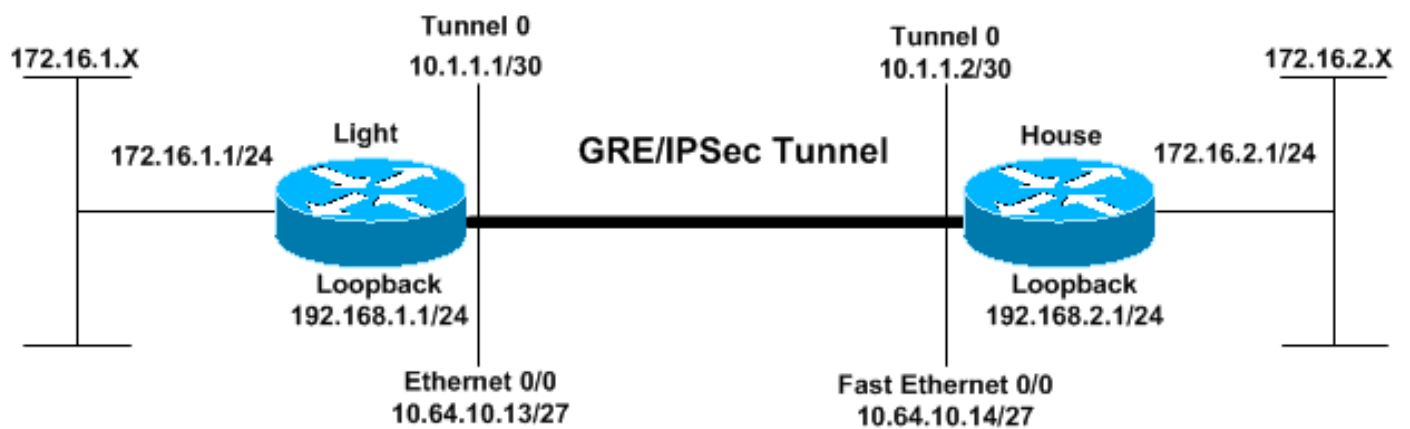 Tunnel 0
10.1.1.1/30
Tunnel 0
10.1.1.2/30
172.16.1.X
172.16.2.X
Light
House
GRE/IPSec Tunnel
172.16.1.1/24
172.16.2.1/24
Loopback
192.168.1.1/24
Loopback
192.168.2.1/24
Ethernet 0/0
10.64.10.13/27
Fast Ethernet 0/0
10.64.10.14/27